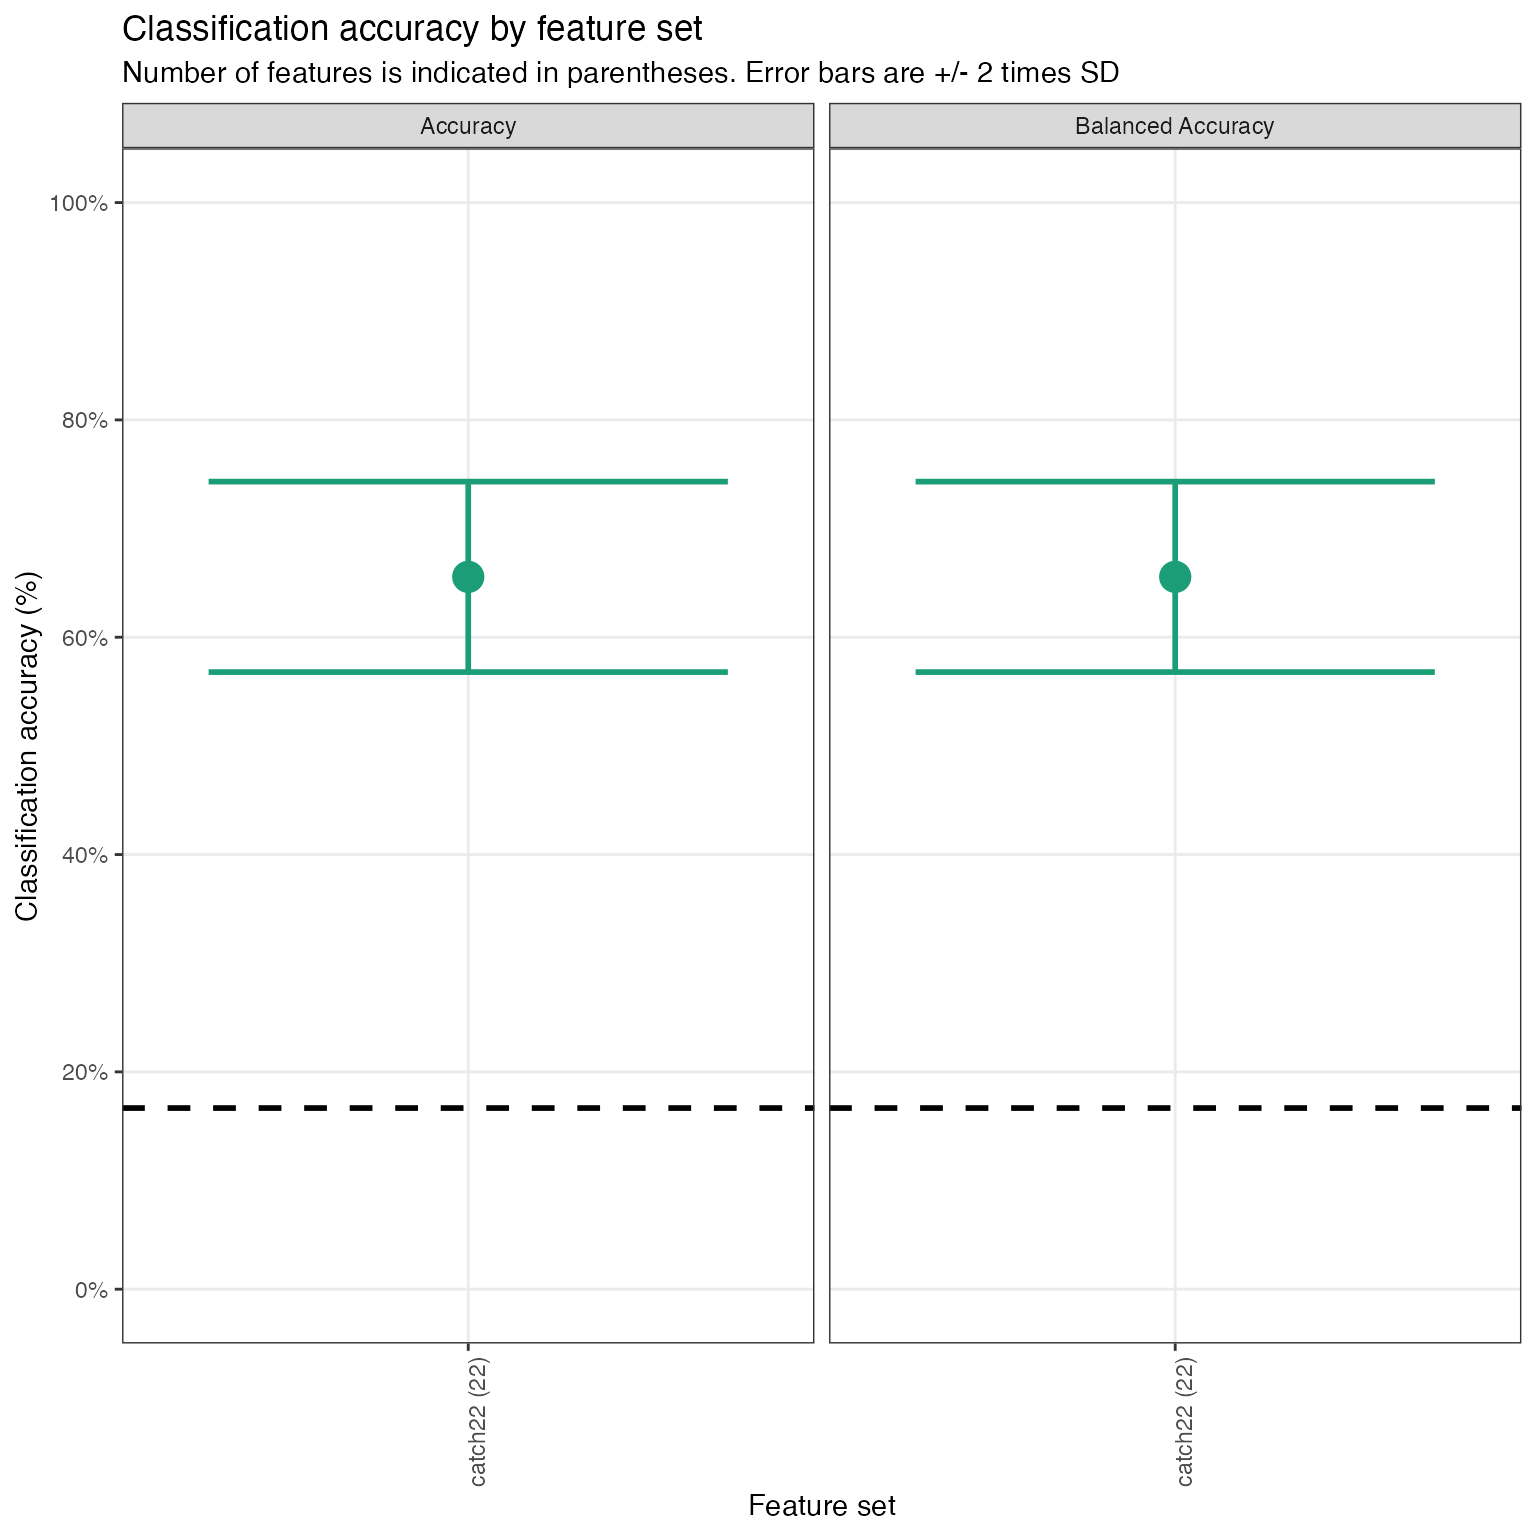 Classification accuracy by feature set
Number of features is indicated in parentheses. Error bars are +/- 2 times SD
Accuracy
Balanced Accuracy
Classification accuracy (%)
100%
80%
60%
40%
20%
0%
catch22 (22)
catch22 (22)
Feature set